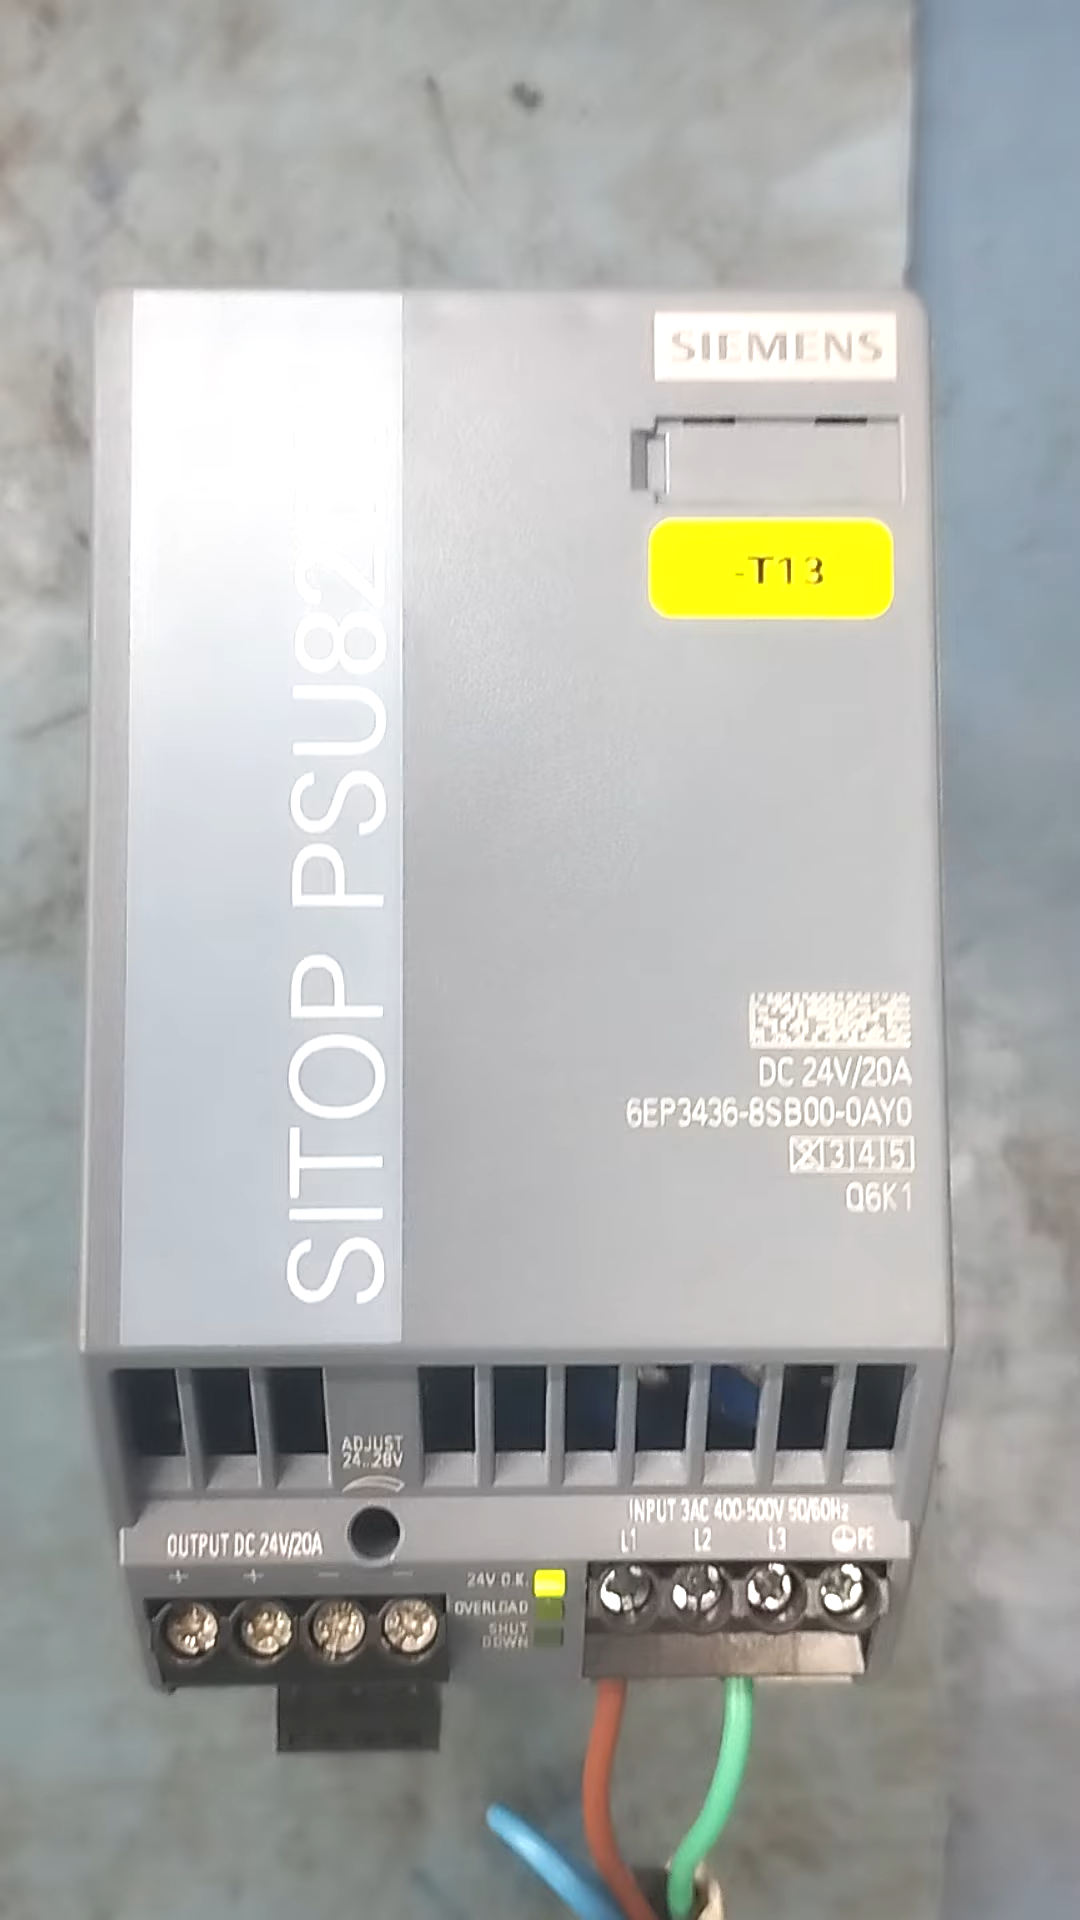 SIEMENS
-T13
SITOP PSU82
DC 24V/20A
6EP3436-8SB00-0AY0
2 3 4 5
Q6K1
ADJUST
24...28V
INPUT 3AC 400-500V 50/60Hz
L1 L2 L3 PE
OUTPUT DC 24V/20A
+ + − −
24V O.K.
OVERLOAD
SHUT
DOWN